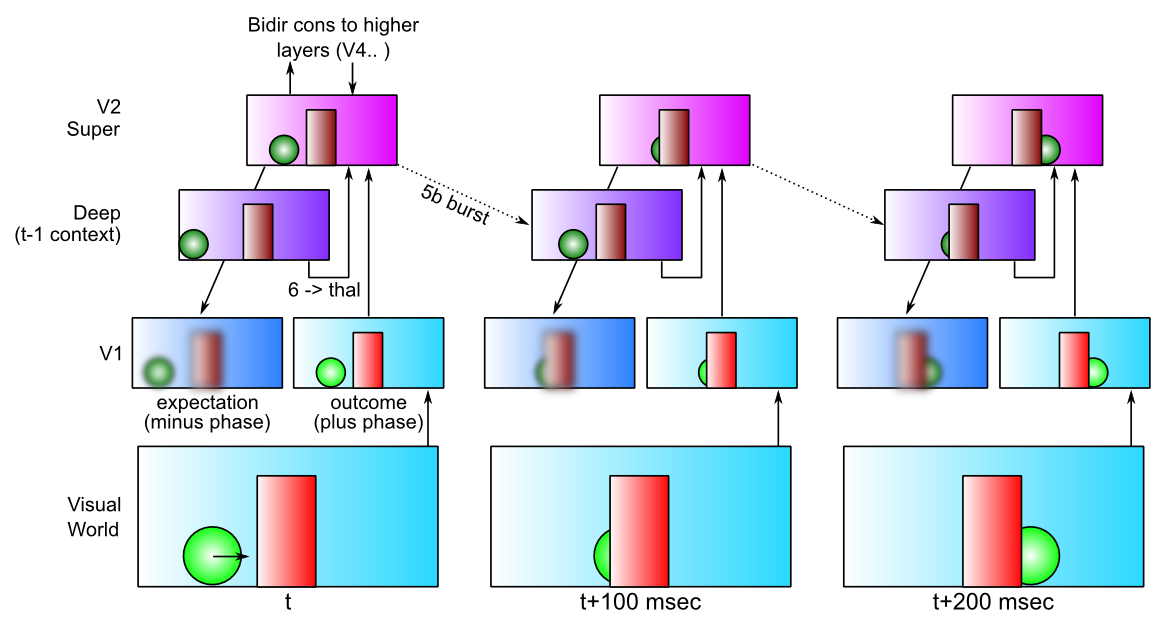 Bidir cons to higher
layers (V4.. )
V2
Super
5b burst
Deep
(t-1 context)
6 -> thal
V1
expectation
(minus phase)
outcome
(plus phase)
Visual
World
t
t+100 msec
t+200 msec